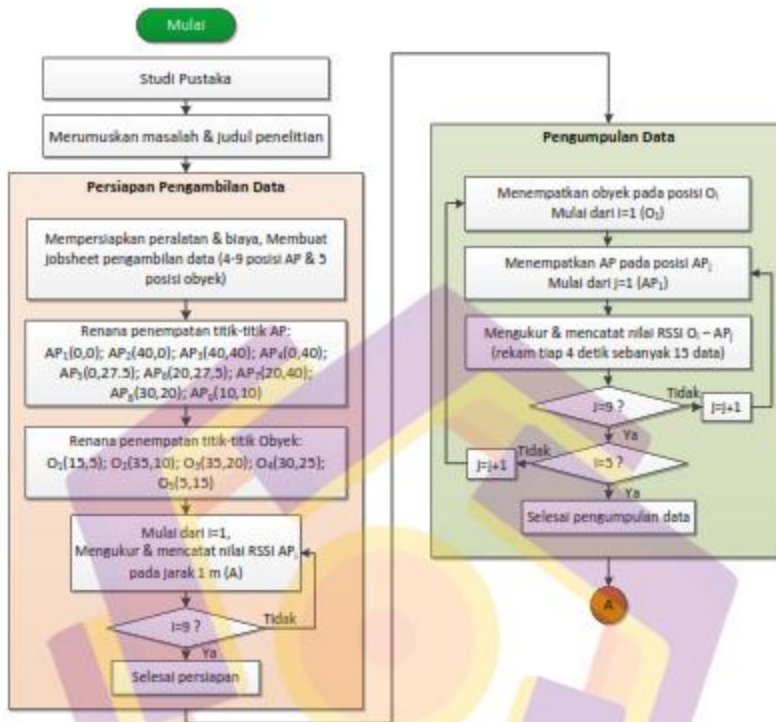 Mulai
Studi Pustaka
Merumuskan masalah & judul penelitian
Persiapan Pengambilan Data
Mempersiapkan peralatan & biaya, Membuat
jobsheet pengambilan data (4-9 posisi AP & 5
posisi obyek)
Renana penempatan titik-titik AP:
AP₁(0,0); AP₂(40,0); AP₃(40,40); AP₄(0,40);
AP₅(0,27.5); AP₆(20,27,5); AP₇(20,40);
AP₈(30,20); AP₉(10,10)
Renana penempatan titik-titik Obyek:
O₁(15,5); O₂(35,10); O₃(35,20); O₄(30,25);
O₅(5,15)
Mulai dari i=1,
Mengukur & mencatat nilai RSSI APᵢ
pada jarak 1 m (A)
i=9 ?
Tidak
Ya
Selesai persiapan
Pengumpulan Data
Menempatkan obyek pada posisi Oᵢ
Mulai dari i=1 (O₁)
Menempatkan AP pada posisi APⱼ
Mulai dari j=1 (AP₁)
Mengukur & mencatat nilai RSSI Oᵢ – APⱼ
(rekam tiap 4 detik sebanyak 15 data)
j=9 ?
Tidak
j=j+1
Ya
i=5 ?
Tidak
j=j+1
Ya
Selesai pengumpulan data
A